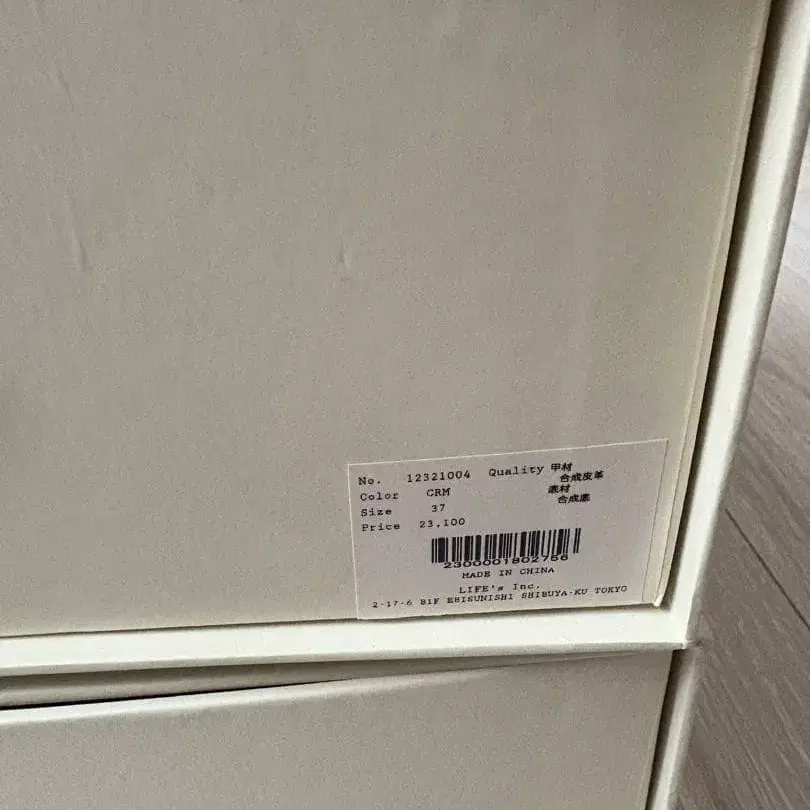 No. 12321004 Quality 甲材
合成皮革
Color CRM 底材
合成底
Size 37
Price 23.100
2300001802756
MADE IN CHINA
LIFE's Inc.
2-17-6 B1F EBISUNISHI SHIBUYA-KU TOKYO